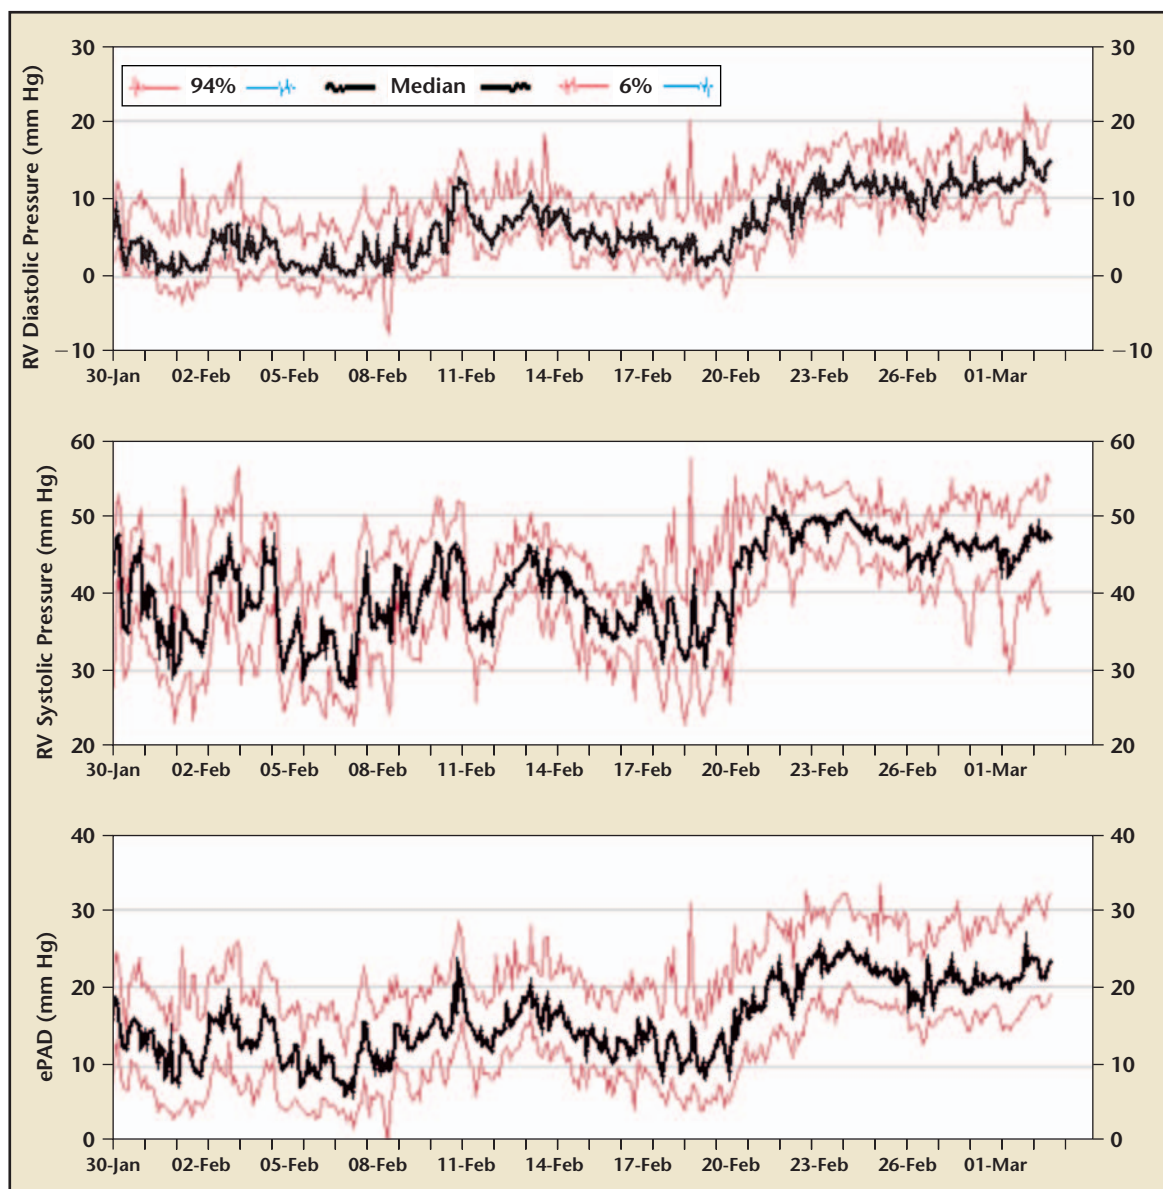 RV Diastolic Pressure (mm Hg)
94% Median 6%
30 30
20 20
10 10
0 0
−10 −10
30-Jan 02-Feb 05-Feb 08-Feb 11-Feb 14-Feb 17-Feb 20-Feb 23-Feb 26-Feb 01-Mar
RV Systolic Pressure (mm Hg)
60 60
50 50
40 40
30 30
20 20
30-Jan 02-Feb 05-Feb 08-Feb 11-Feb 14-Feb 17-Feb 20-Feb 23-Feb 26-Feb 01-Mar
ePAD (mm Hg)
40 40
30 30
20 20
10 10
0 0
30-Jan 02-Feb 05-Feb 08-Feb 11-Feb 14-Feb 17-Feb 20-Feb 23-Feb 26-Feb 01-Mar